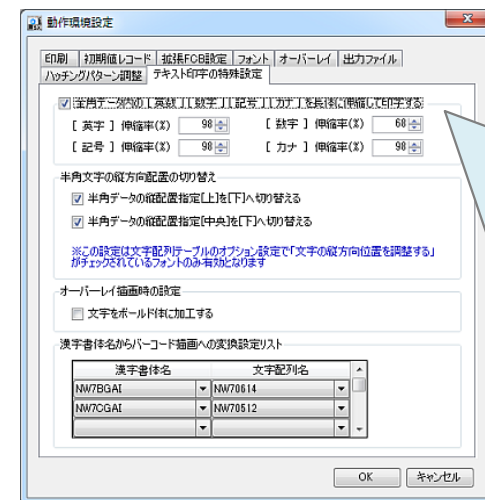 動作環境設定
印刷 初期値レコード 拡張FCB設定 フォント オーバーレイ 出力ファイル
ハッチングパターン調整 テキスト印字の特殊設定
全角データ内の［英数］［数字］［記号］［カナ］を長体に伸縮して印字する
［ 英字 ］ 伸縮率(%) 98 ［ 数字 ］ 伸縮率(%) 68
［ 記号 ］ 伸縮率(%) 98 ［ カナ ］ 伸縮率(%) 98
半角文字の縦方向配置の切り替え
半角データの縦配置指定[上]を[下]へ切り替える
半角データの縦配置指定[中央]を[下]へ切り替える
※この設定は文字配列テーブルのオプション設定で「文字の縦方向位置を調整する」
がチェックされているフォントのみ有効となります
オーバーレイ描画時の設定
文字をボールド体に加工する
漢字書体名からバーコード描画への変換設定リスト
漢字書体名 文字配列名
NW7BGAI NW70614
NW7CGAI NW70512
OK キャンセル